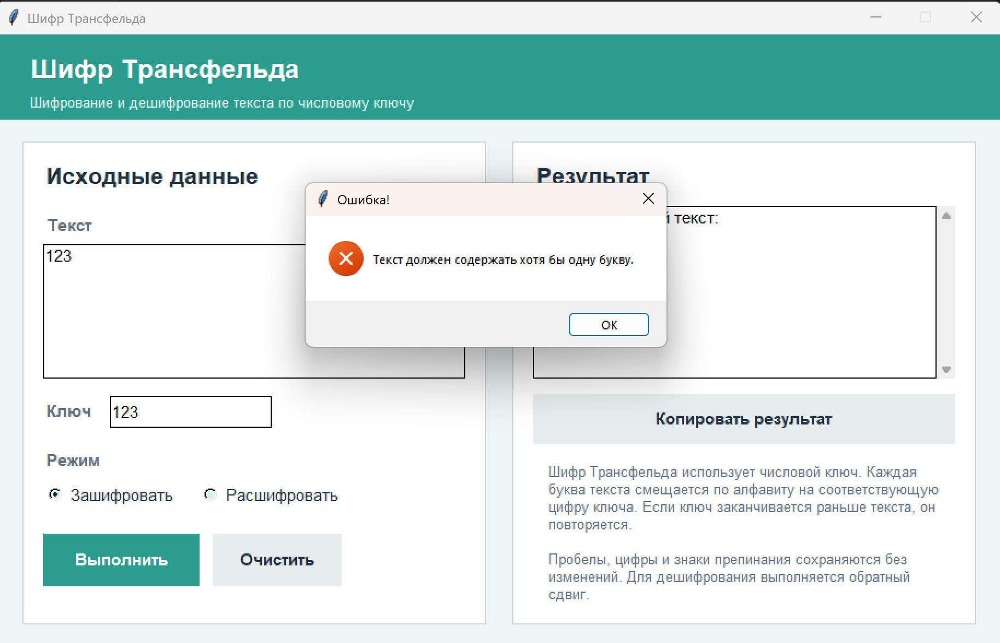 Шифр Трансфельда
Шифр Трансфельда
Шифрование и дешифрование текста по числовому ключу
Исходные данные
Текст
123
Ключ
123
Режим
Зашифровать
Расшифровать
Выполнить
Очистить
Ошибка!
Текст должен содержать хотя бы одну букву.
ОК
Результат
текст:
Копировать результат
Шифр Трансфельда использует числовой ключ. Каждая
буква текста смещается по алфавиту на соответствующую
цифру ключа. Если ключ заканчивается раньше текста, он
повторяется.
Пробелы, цифры и знаки препинания сохраняются без
изменений. Для дешифрования выполняется обратный
сдвиг.